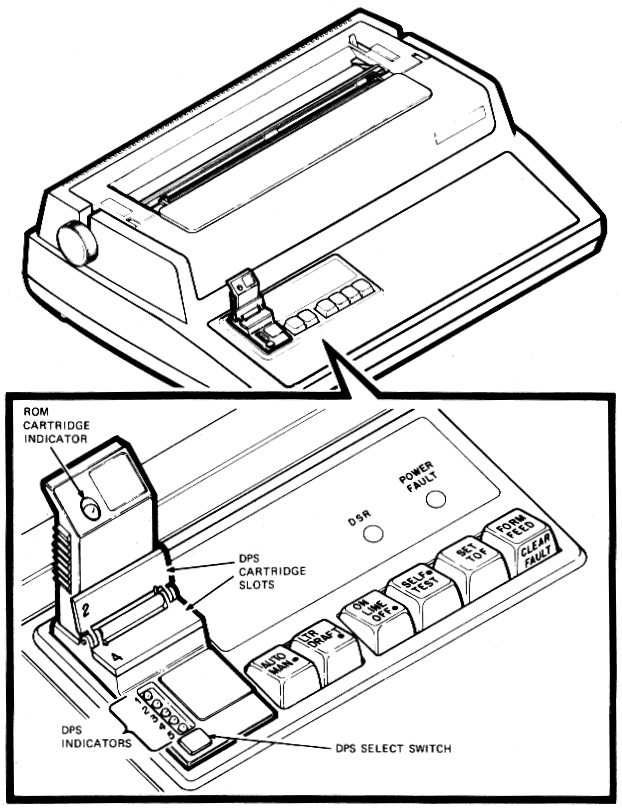 ROM
CARTRIDGE
INDICATOR
POWER
FAULT
DSR
DPS
CARTRIDGE
SLOTS
FORM
FEED
CLEAR
FAULT
SET
TOF
SELF
TEST
ON
LINE
OFF
LTR
DRAFT
AUTO
MAN
2
4
1
2
3
4
5
DPS
INDICATORS
DPS SELECT SWITCH